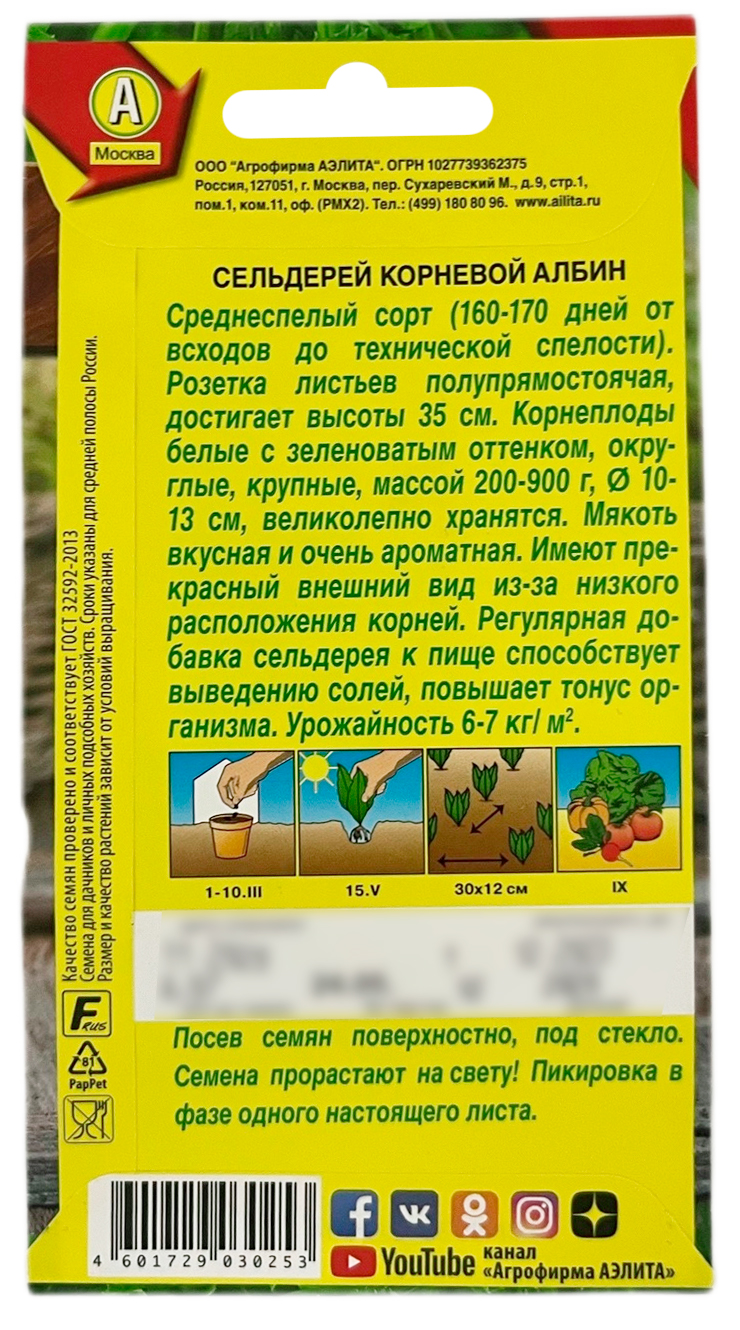 А
Москва
ООО "Агрофирма АЭЛИТА". ОГРН 1027739362375
Россия,127051, г. Москва, пер. Сухаревский М., д.9, стр.1,
пом.1, ком.11, оф. (РМХ2). Тел.: (499) 180 80 96. www.ailita.ru
СЕЛЬДЕРЕЙ КОРНЕВОЙ АЛБИН
Среднеспелый сорт (160-170 дней от
всходов до технической спелости).
Розетка листьев полупрямостоячая,
достигает высоты 35 см. Корнеплоды
белые с зеленоватым оттенком, окру-
глые, крупные, массой 200-900 г, Ø 10-
13 см, великолепно хранятся. Мякоть
вкусная и очень ароматная. Имеют пре-
красный внешний вид из-за низкого
расположения корней. Регулярная до-
бавка сельдерея к пище способствует
выведению солей, повышает тонус ор-
ганизма. Урожайность 6-7 кг/ м².
1-10.III
15.V
30х12 см
IX
Посев семян поверхностно, под стекло.
Семена прорастают на свету! Пикировка в
фазе одного настоящего листа.
Качество семян проверено и соответствует ГОСТ 32592-2013
Семена для дачников и личных подсобных хозяйств. Сроки указаны для средней полосы России.
Размер и качество растений зависит от условий выращивания.
F RUS
81
PapPet
4 601729 030253
YouTube канал
«Агрофирма АЭЛИТА»